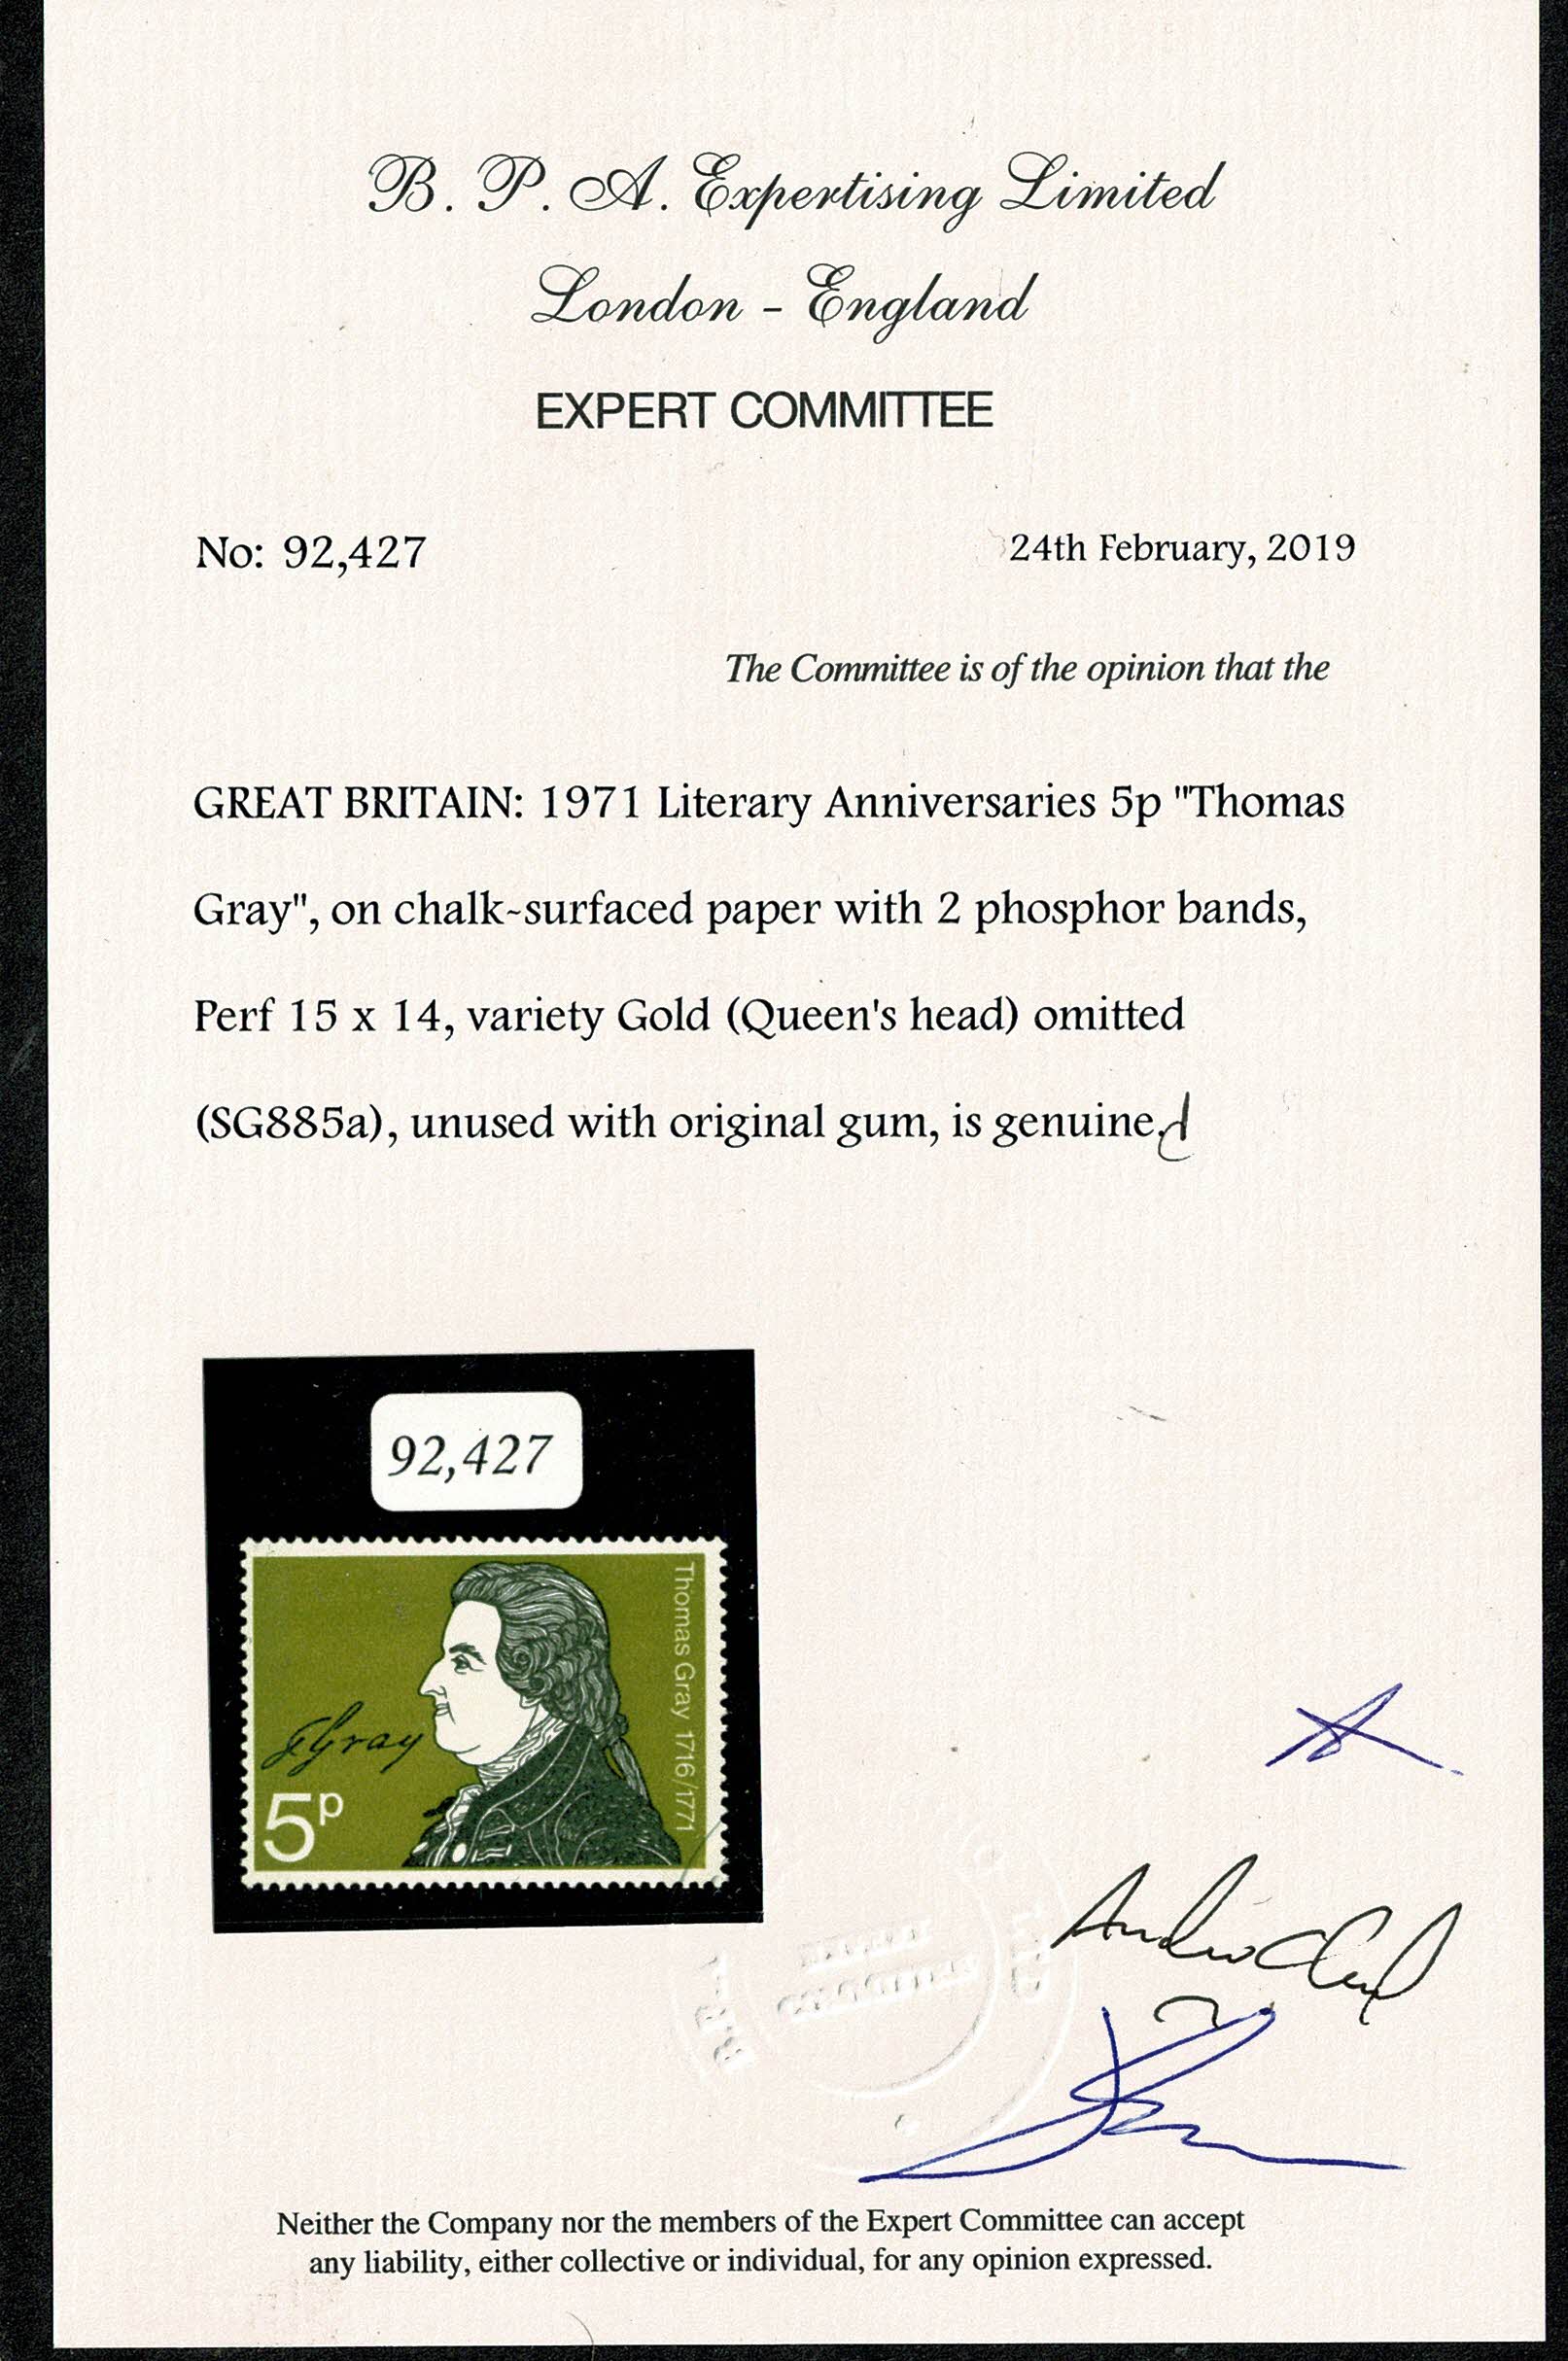 B. P. A. Expertising Limited
London - England
EXPERT COMMITTEE
No: 92,427
24th February, 2019
The Committee is of the opinion that the
GREAT BRITAIN: 1971 Literary Anniversaries 5p "Thomas
Gray", on chalk-surfaced paper with 2 phosphor bands,
Perf 15 x 14, variety Gold (Queen's head) omitted
(SG885a), unused with original gum, is genuine.
92,427
Thomas Gray 1716/1771
TGray
5p
Neither the Company nor the members of the Expert Committee can accept
any liability, either collective or individual, for any opinion expressed.